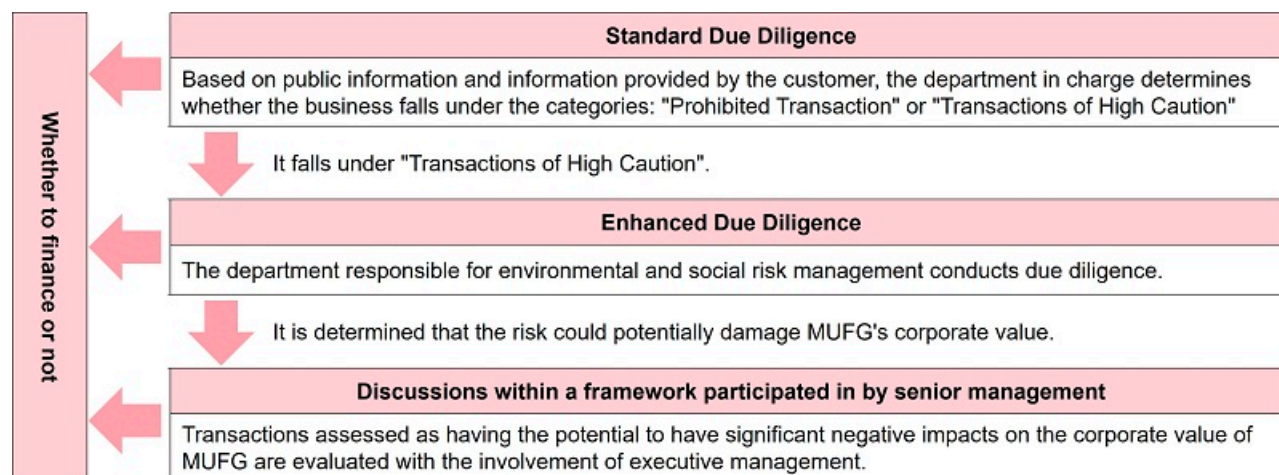 Whether to finance or not
Standard Due Diligence
Based on public information and information provided by the customer, the department in charge determines
whether the business falls under the categories: "Prohibited Transaction" or "Transactions of High Caution"
It falls under "Transactions of High Caution".
Enhanced Due Diligence
The department responsible for environmental and social risk management conducts due diligence.
It is determined that the risk could potentially damage MUFG's corporate value.
Discussions within a framework participated in by senior management
Transactions assessed as having the potential to have significant negative impacts on the corporate value of
MUFG are evaluated with the involvement of executive management.